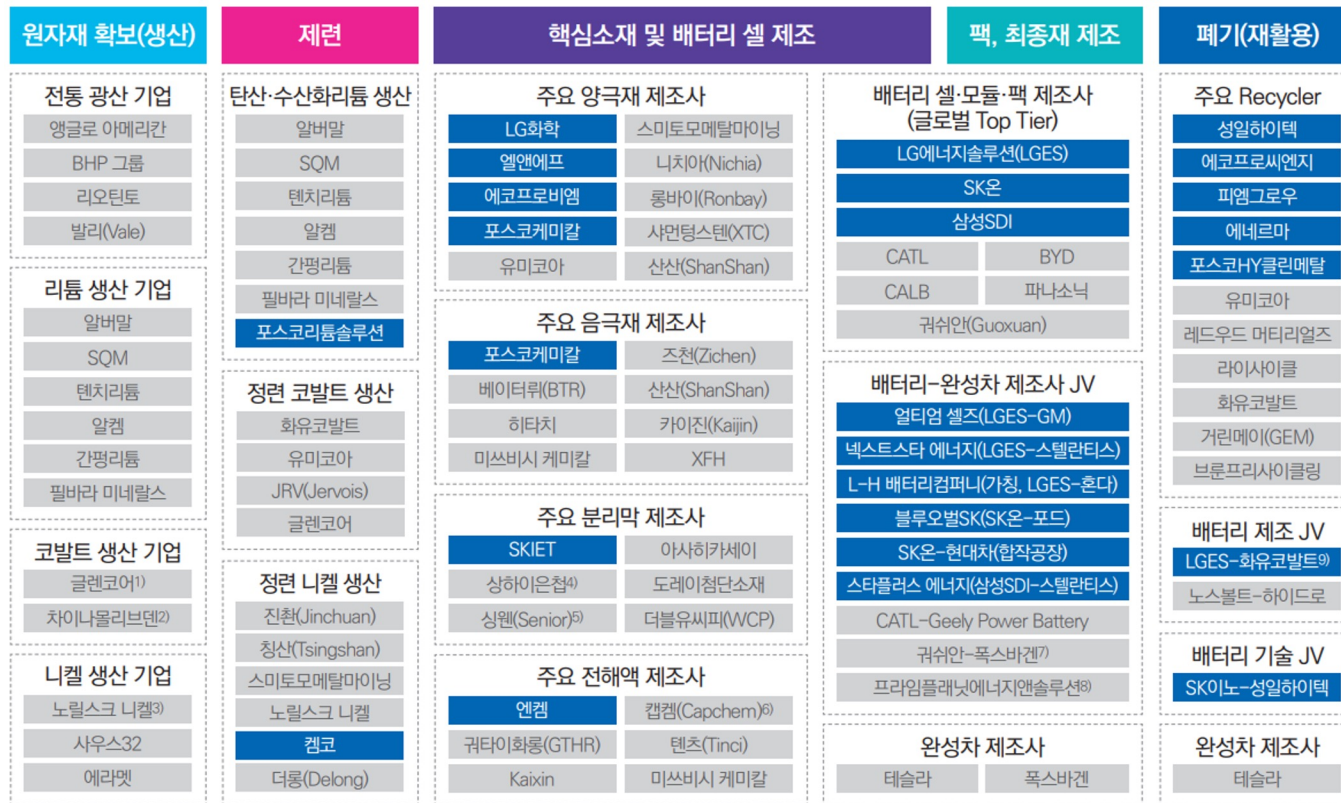 원자재 확보(생산)
전통 광산 기업
앵글로 아메리칸
BHP 그룹
리오틴토
발리(Vale)
리튬 생산 기업
알버말
SQM
톈치리튬
알켐
간펑리튬
필바라 미네랄스
코발트 생산 기업
글렌코어1)
차이나몰리브덴2)
니켈 생산 기업
노릴스크 니켈3)
사우스32
에라멧
제련
탄산·수산화리튬 생산
알버말
SQM
톈치리튬
알켐
간펑리튬
필바라 미네랄스
포스코리튬솔루션
정련 코발트 생산
화유코발트
유미코아
JRV(Jervois)
글렌코어
정련 니켈 생산
진촨(Jinchuan)
칭산(Tsingshan)
스미토모메탈마이닝
노릴스크 니켈
켐코
더롱(Delong)
핵심소재 및 배터리 셀 제조
주요 양극재 제조사
LG화학 스미토모메탈마이닝
엘앤에프 니치아(Nichia)
에코프로비엠 롱바이(Ronbay)
포스코케미칼 샤먼텅스텐(XTC)
유미코아 산산(ShanShan)
주요 음극재 제조사
포스코케미칼 즈천(Zichen)
베이터뤼(BTR) 산산(ShanShan)
히타치 카이진(Kaijin)
미쓰비시 케미칼 XFH
주요 분리막 제조사
SKIET 아사히카세이
상하이은첩4) 도레이첨단소재
싱웬(Senior)5) 더블유씨피(WCP)
주요 전해액 제조사
엔켐 캡켐(Capchem)6)
궈타이화롱(GTHR) 톈츠(Tinci)
Kaixin 미쓰비시 케미칼
팩, 최종재 제조
배터리 셀·모듈·팩 제조사
(글로벌 Top Tier)
LG에너지솔루션(LGES)
SK온
삼성SDI
CATL BYD
CALB 파나소닉
궈쉬안(Guoxuan)
배터리-완성차 제조사 JV
얼티엄 셀즈(LGES-GM)
넥스트스타 에너지(LGES-스텔란티스)
L-H 배터리컴퍼니(가칭, LGES-혼다)
블루오벌SK(SK온-포드)
SK온-현대차(합작공장)
스타플러스 에너지(삼성SDI-스텔란티스)
CATL-Geely Power Battery
궈쉬안-폭스바겐7)
프라임플래닛에너지앤솔루션8)
완성차 제조사
테슬라 폭스바겐
폐기(재활용)
주요 Recycler
성일하이텍
에코프로씨엔지
피엠그로우
에네르마
포스코HY클린메탈
유미코아
레드우드 머티리얼즈
라이사이클
화유코발트
거린메이(GEM)
브룬프리사이클링
배터리 제조 JV
LGES-화유코발트9)
노스볼트-하이드로
배터리 기술 JV
SK이노-성일하이텍
완성차 제조사
테슬라